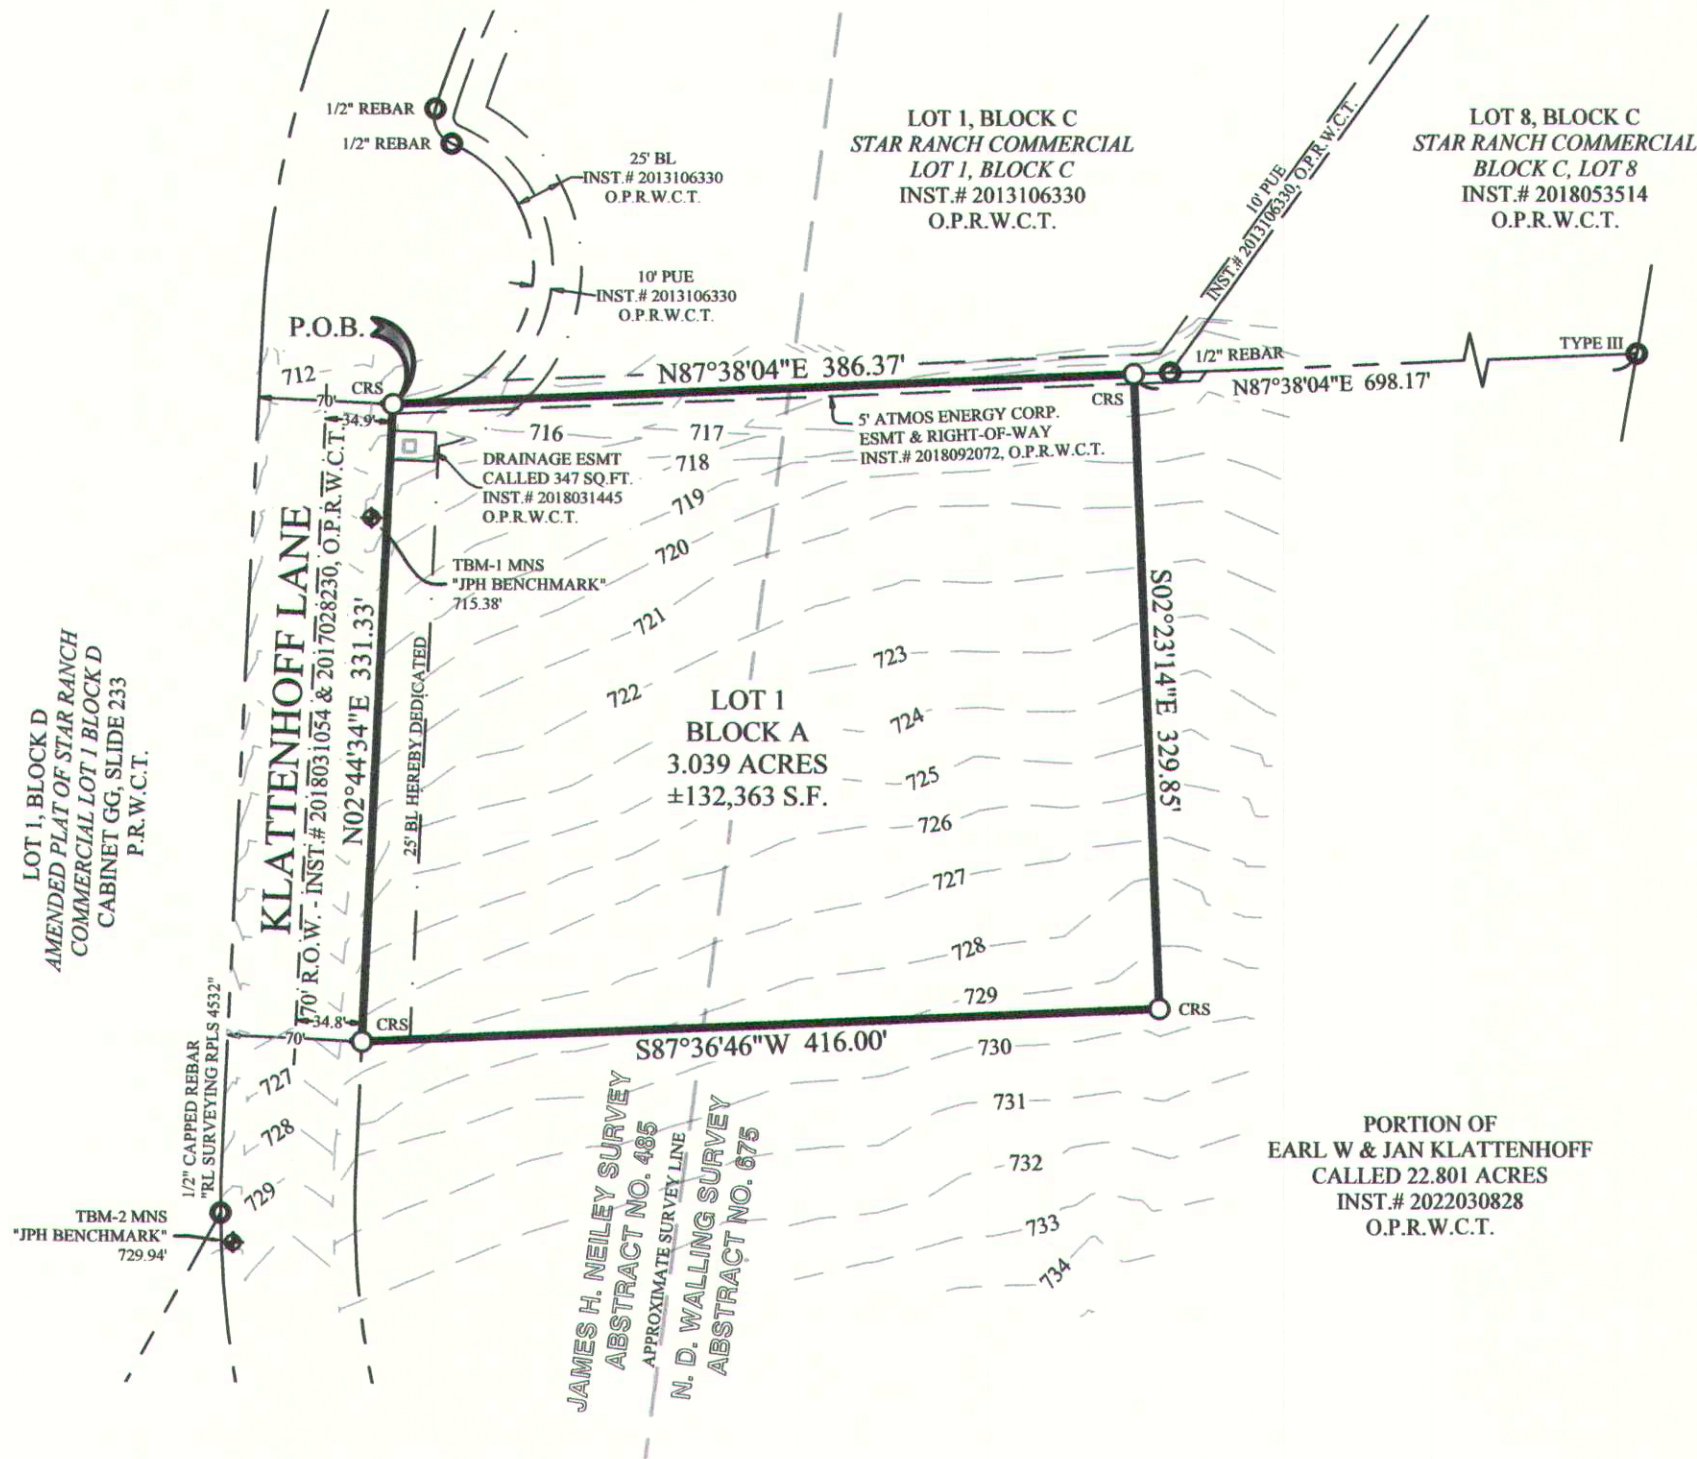 1/2" REBAR
1/2" REBAR
25' BL
INST.# 2013106330
O.P.R.W.C.T.
10' PUE
INST.# 2013106330
O.P.R.W.C.T.
LOT 1, BLOCK C
STAR RANCH COMMERCIAL
LOT 1, BLOCK C
INST.# 2013106330
O.P.R.W.C.T.
10' PUE
INST.# 2013106330, O.P.R.W.C.T.
LOT 8, BLOCK C
STAR RANCH COMMERCIAL
BLOCK C, LOT 8
INST.# 2018053514
O.P.R.W.C.T.
P.O.B.
712
CRS
70'
34.9'
N87°38'04"E 386.37'
1/2" REBAR
CRS
N87°38'04"E 698.17'
TYPE III
5' ATMOS ENERGY CORP.
ESMT & RIGHT-OF-WAY
INST.# 2018092072, O.P.R.W.C.T.
716
717
718
719
720
721
722
723
724
725
726
727
728
729
DRAINAGE ESMT
CALLED 347 SQ.FT.
INST.# 2018031445
O.P.R.W.C.T.
TBM-1 MNS
"JPH BENCHMARK"
715.38'
KLATTENHOFF LANE
70' R.O.W. - INST.# 2018031054 & 2017028230, O.P.R.W.C.T.
N02°44'34"E 331.33'
25' BL HEREBY DEDICATED
LOT 1
BLOCK A
3.039 ACRES
±132,363 S.F.
S02°23'14"E 329.85'
LOT 1, BLOCK D
AMENDED PLAT OF STAR RANCH
COMMERCIAL LOT 1 BLOCK D
CABINET GG, SLIDE 233
P.R.W.C.T.
34.8'
CRS
70'
CRS
S87°36'46"W 416.00'
1/2" CAPPED REBAR
"RL SURVEYING RPLS 4532"
727
728
729
TBM-2 MNS
"JPH BENCHMARK"
729.94'
730
731
732
733
734
JAMES H. NEILEY SURVEY
ABSTRACT NO. 485
APPROXIMATE SURVEY LINE
N. D. WALLING SURVEY
ABSTRACT NO. 675
PORTION OF
EARL W & JAN KLATTENHOFF
CALLED 22.801 ACRES
INST.# 2022030828
O.P.R.W.C.T.